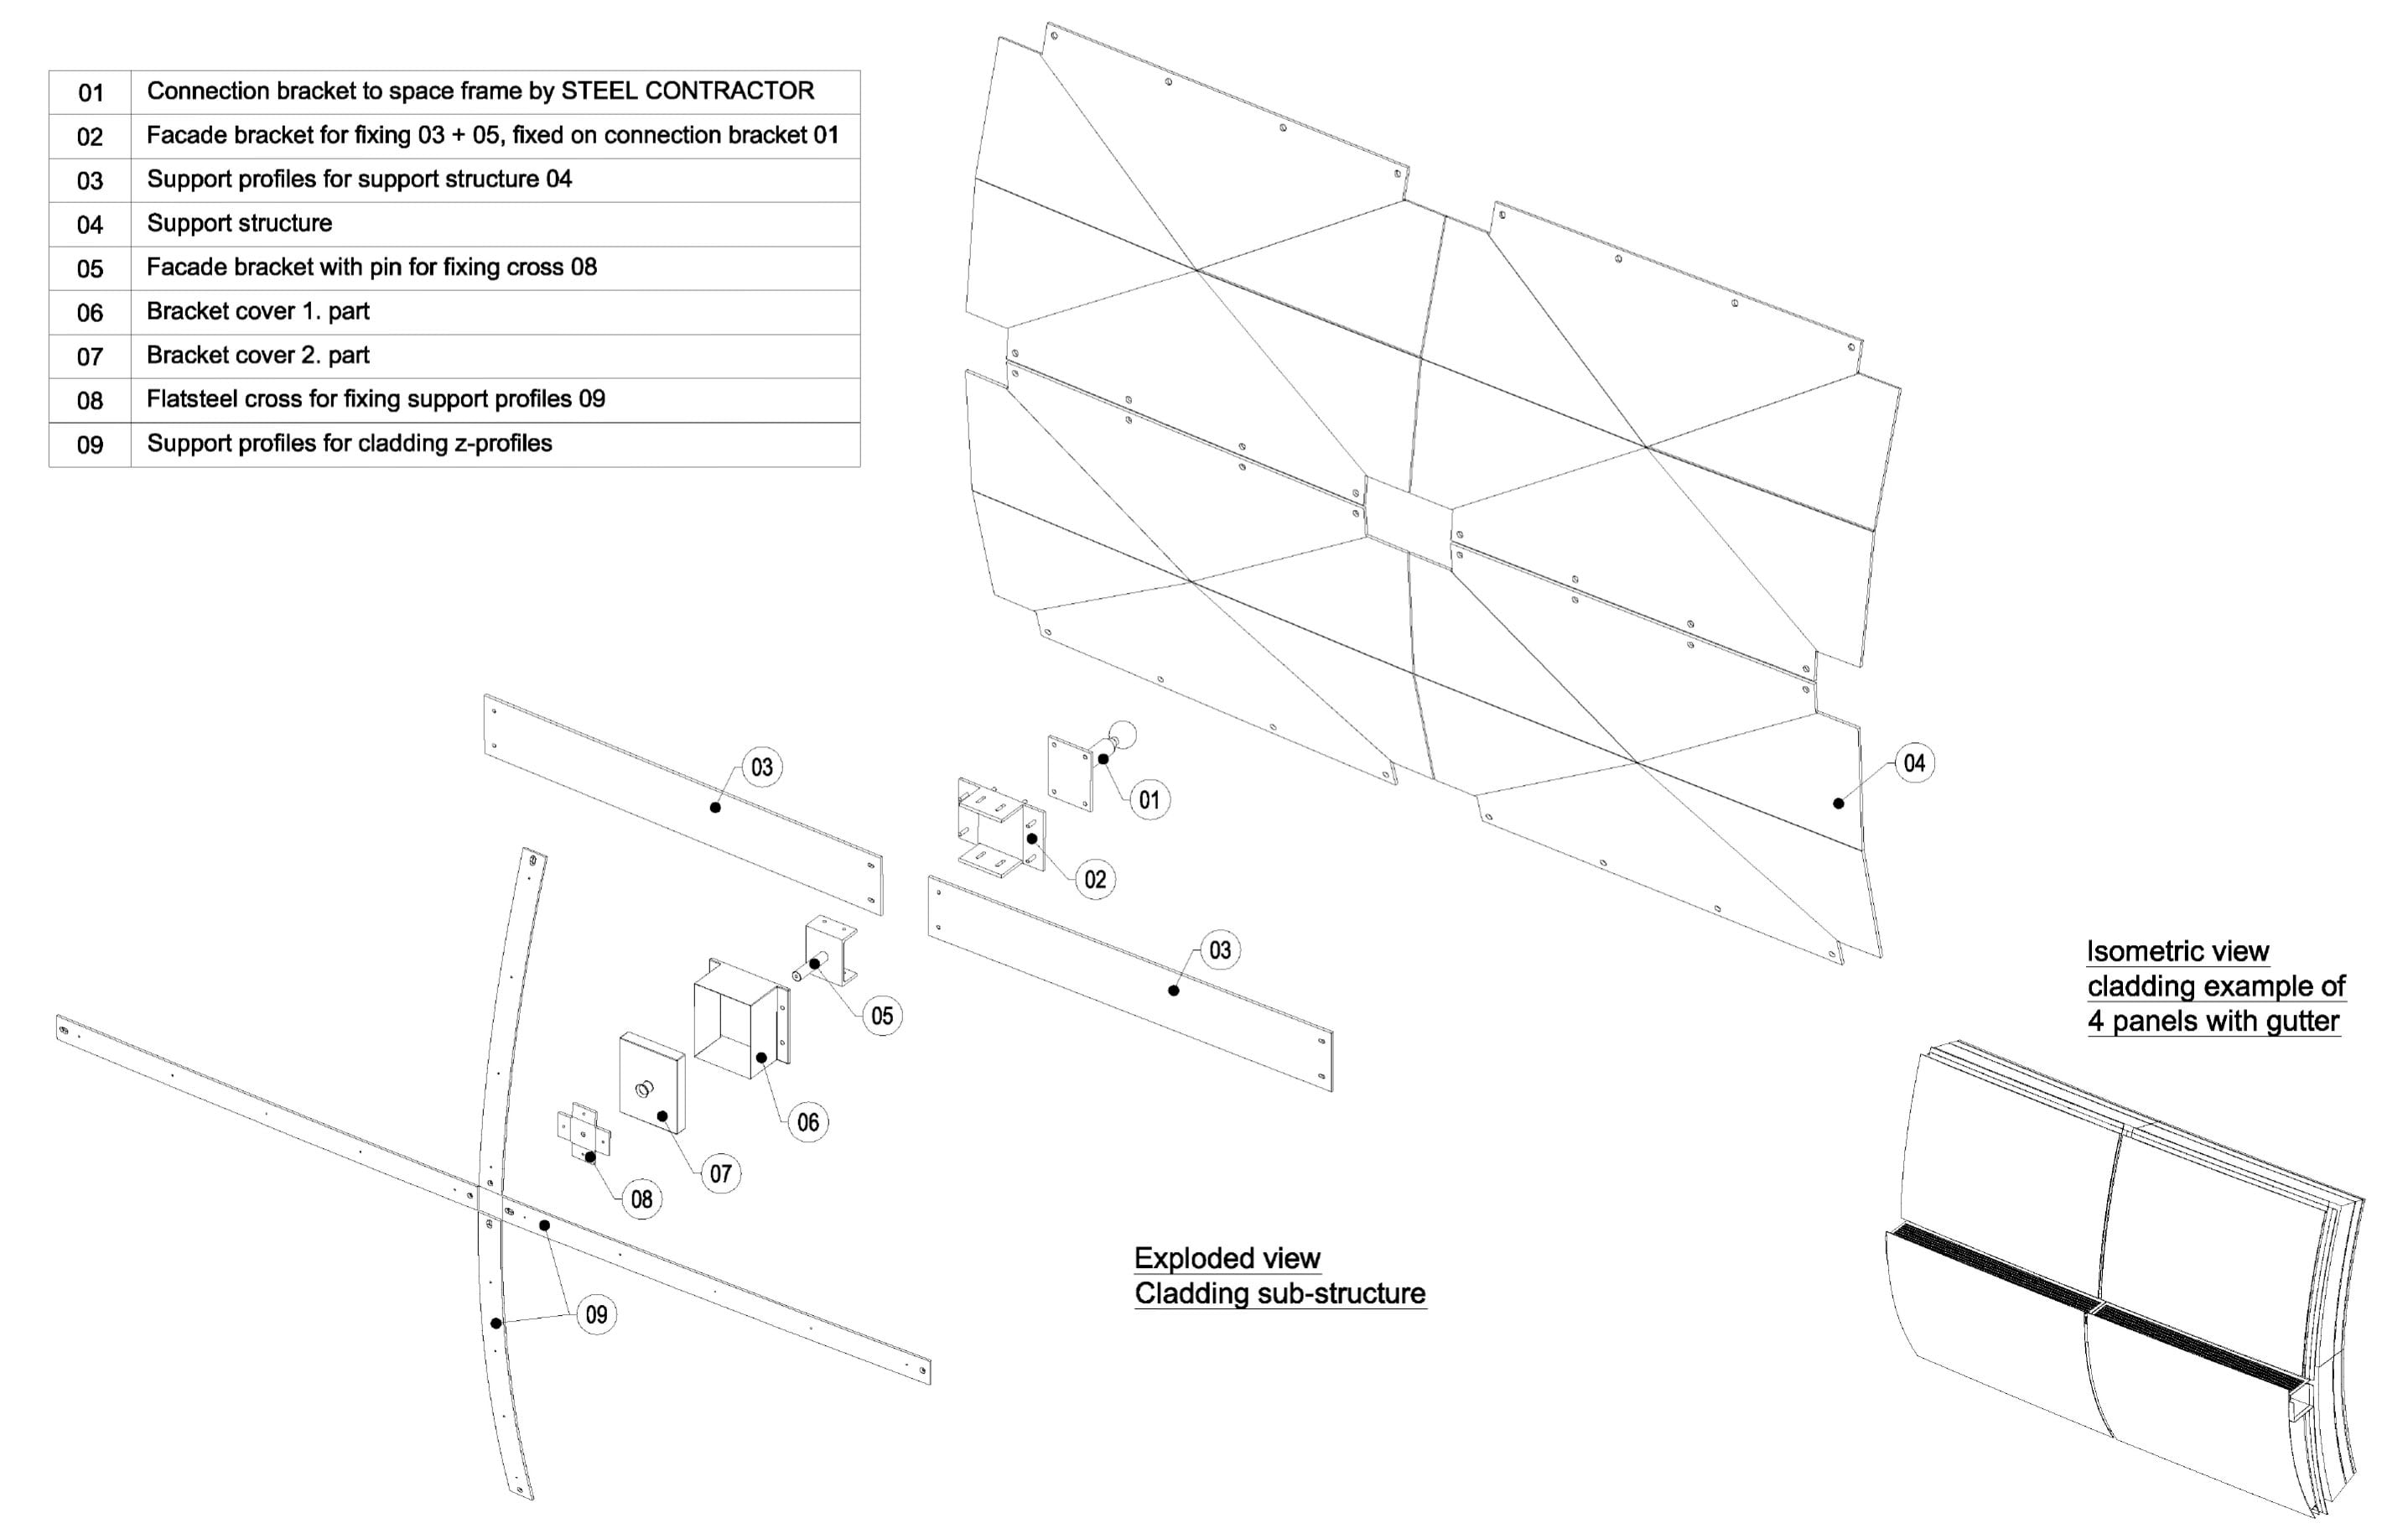 01 Connection bracket to space frame by STEEL CONTRACTOR
02 Facade bracket for fixing 03 + 05, fixed on connection bracket 01
03 Support profiles for support structure 04
04 Support structure
05 Facade bracket with pin for fixing cross 08
06 Bracket cover 1. part
07 Bracket cover 2. part
08 Flatsteel cross for fixing support profiles 09
09 Support profiles for cladding z-profiles
03
04
01
02
03
05
06
07
08
09
Isometric view
cladding example of
4 panels with gutter
Exploded view
Cladding sub-structure